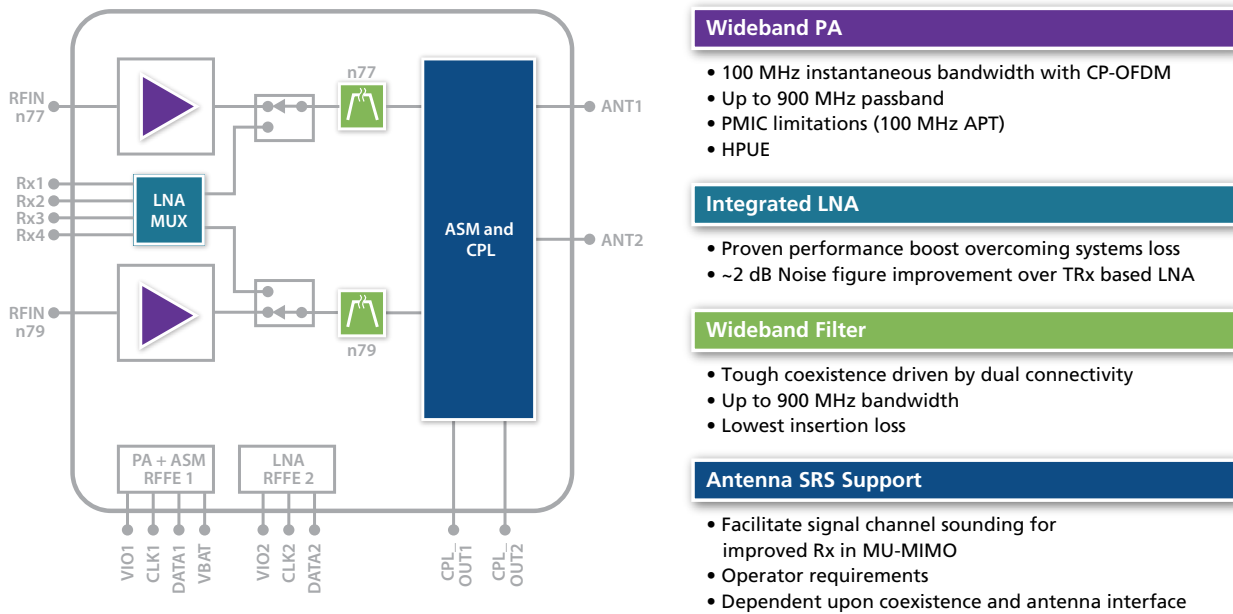 n77
RFIN
n77
ANT1
Rx1
Rx2
Rx3
Rx4
LNA
MUX
ASM and
CPL
ANT2
RFIN
n79
n79
PA + ASM
RFFE 1
LNA
RFFE 2
VIO1
CLK1
DATA1
VBAT
VIO2
CLK2
DATA2
CPL_
OUT1
CPL_
OUT2
Wideband PA
• 100 MHz instantaneous bandwidth with CP-OFDM
• Up to 900 MHz passband
• PMIC limitations (100 MHz APT)
• HPUE
Integrated LNA
• Proven performance boost overcoming systems loss
• ~2 dB Noise figure improvement over TRx based LNA
Wideband Filter
• Tough coexistence driven by dual connectivity
• Up to 900 MHz bandwidth
• Lowest insertion loss
Antenna SRS Support
• Facilitate signal channel sounding for
improved Rx in MU-MIMO
• Operator requirements
• Dependent upon coexistence and antenna interface